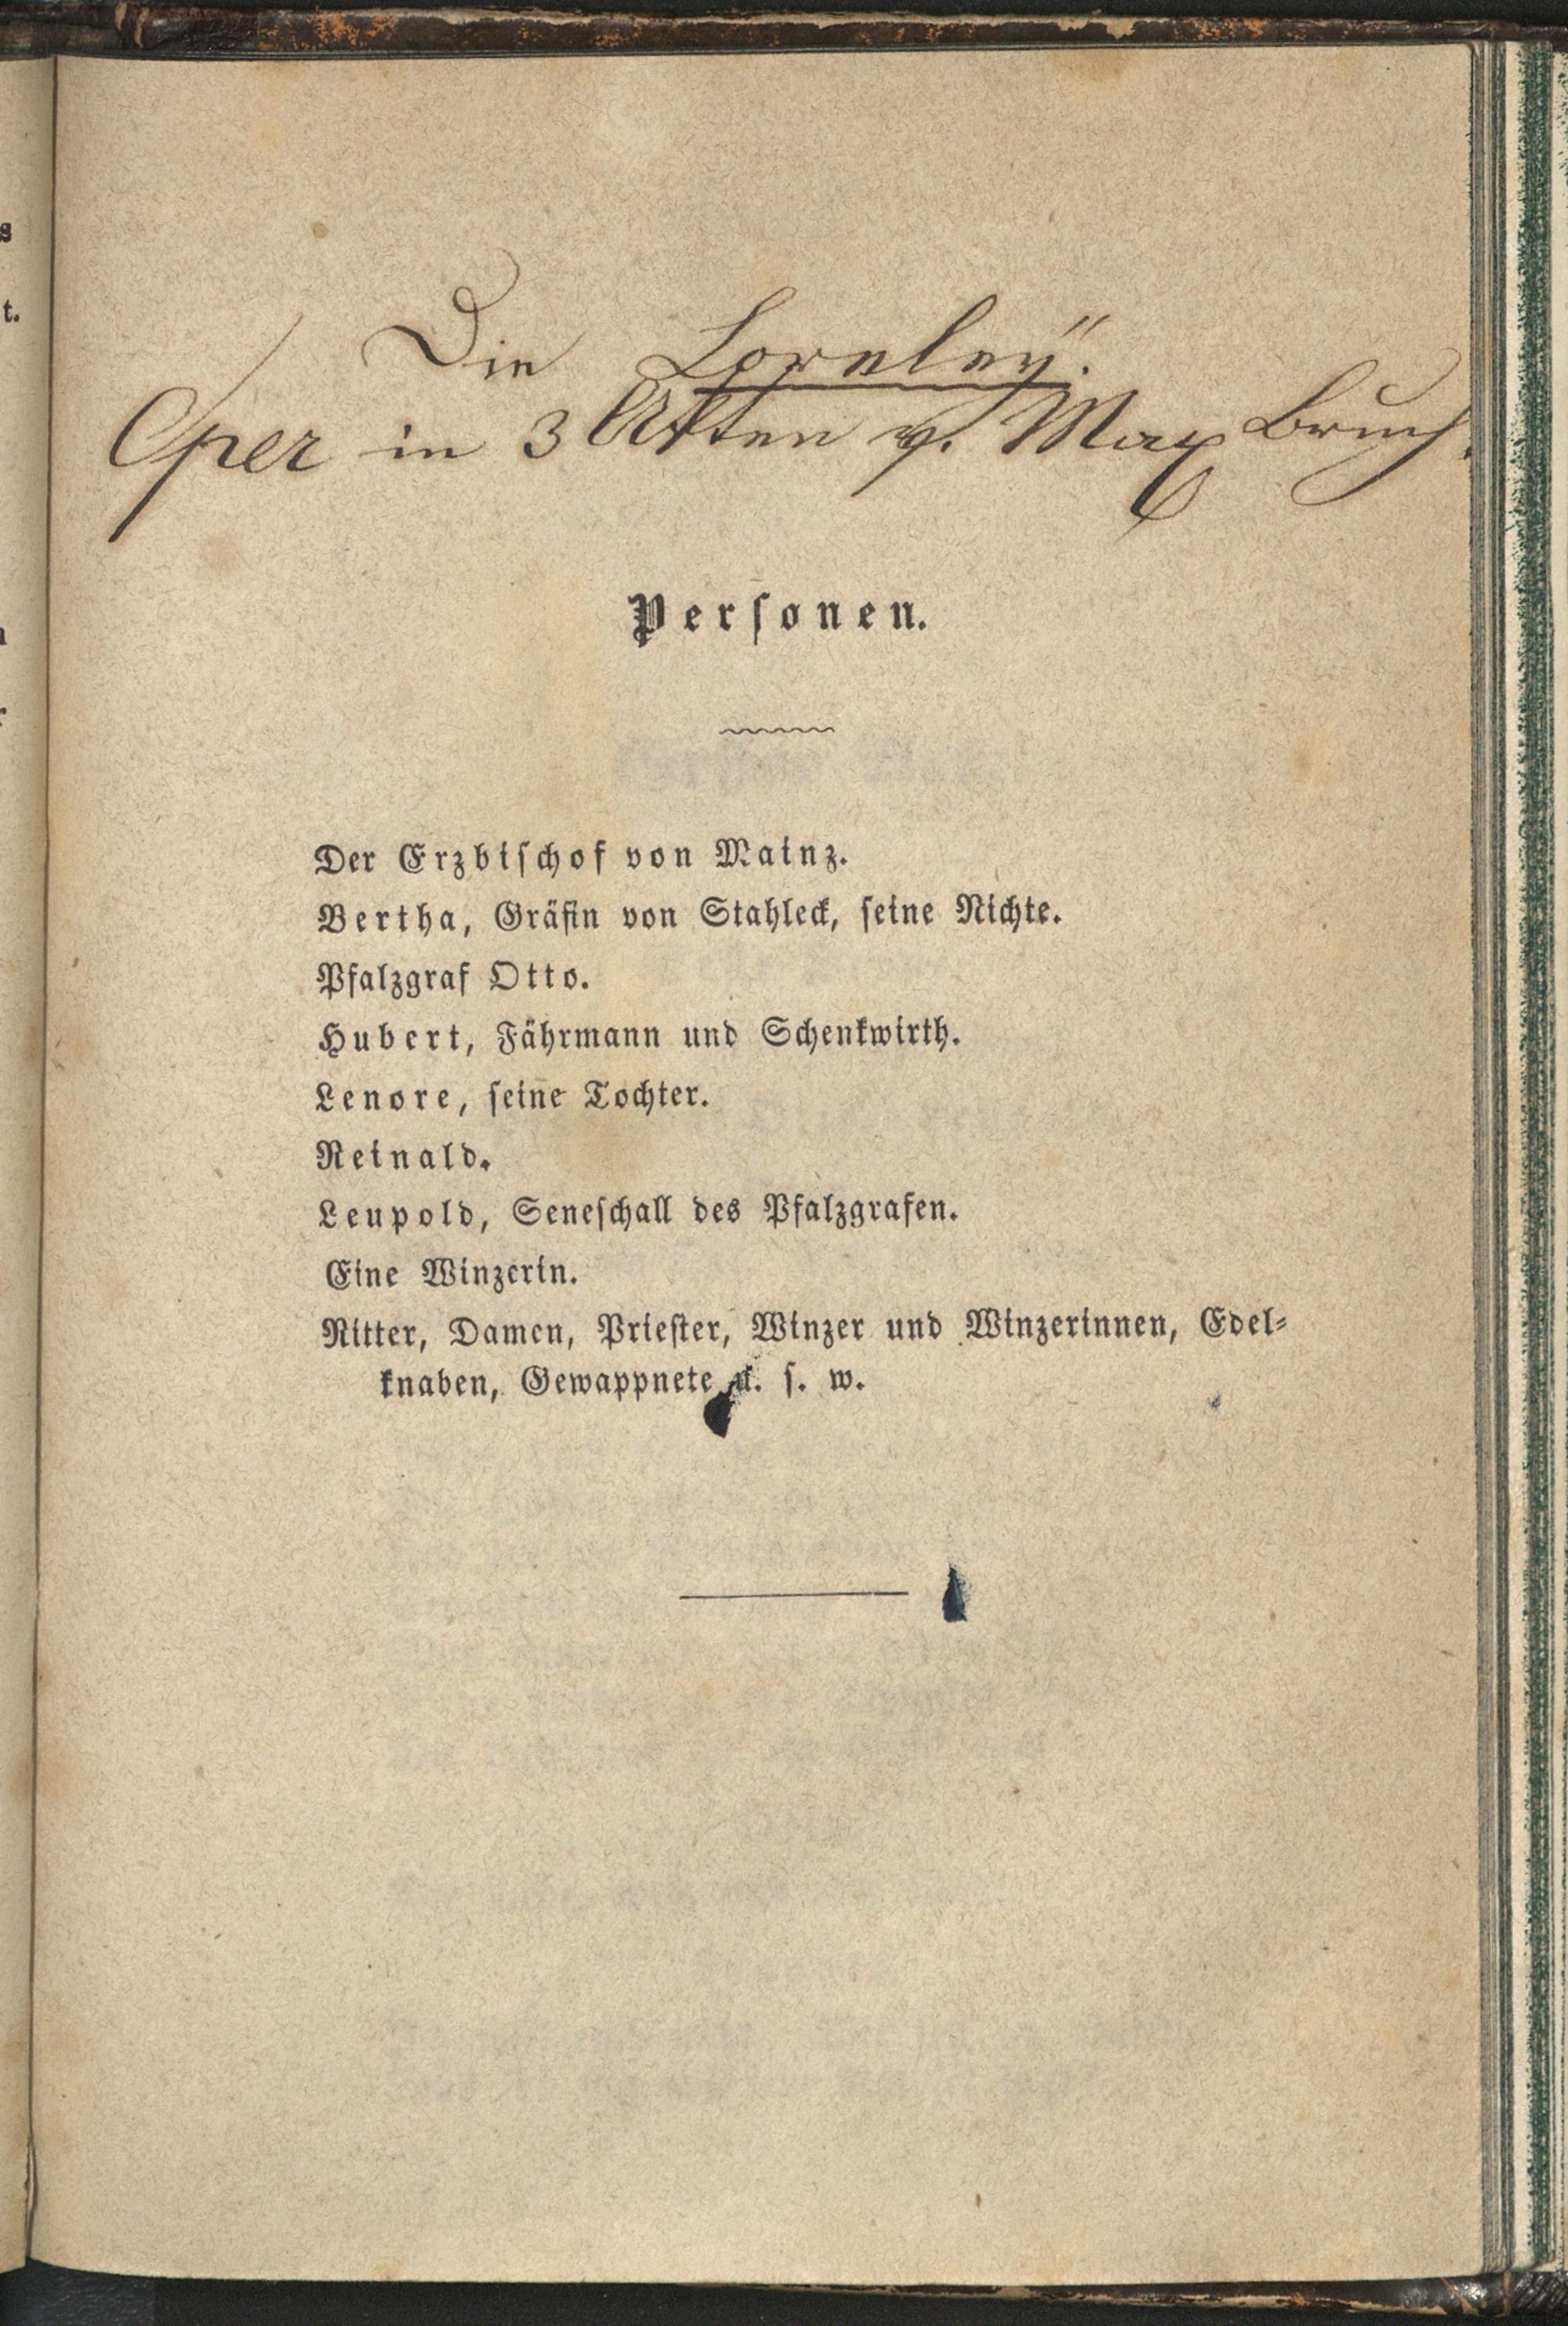 Die Loreley.
Oper in 3 Akten v. Max Bruch.
Personen.
Der Erzbischof von Mainz.
Bertha, Gräfin von Stahleck, seine Nichte.
Pfalzgraf Otto.
Hubert, Fährmann und Schenkwirth.
Lenore, seine Tochter.
Reinald.
Leupold, Seneschall des Pfalzgrafen.
Eine Winzerin.
Ritter, Damen, Priester, Winzer und Winzerinnen, Edel-
knaben, Gewappnete u. s. w.